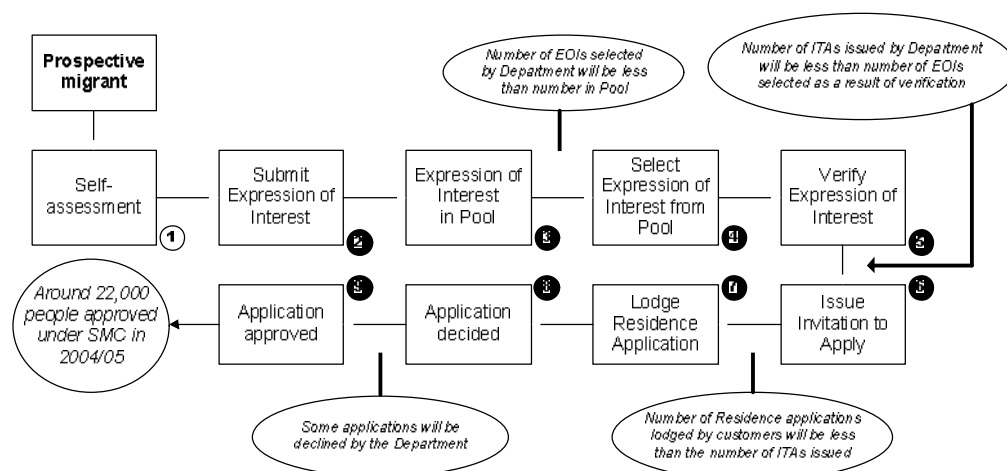 Prospective
migrant
Number of EOIs selected
by Department will be less
than number in Pool
Number of ITAs issued by Department
will be less than number of EOIs
selected as a result of verification
Self-
assessment
1
Submit
Expression of
Interest
Expression of
Interest
in Pool
Select
Expression of
Interest from
Pool
Verify
Expression of
Interest
Issue
Invitation to
Apply
Lodge
Residence
Application
Application
decided
Application
approved
Around 22,000
people approved
under SMC in
2004/05
Some applications will be
declined by the Department
Number of Residence applications
lodged by customers will be less
than the number of ITAs issued